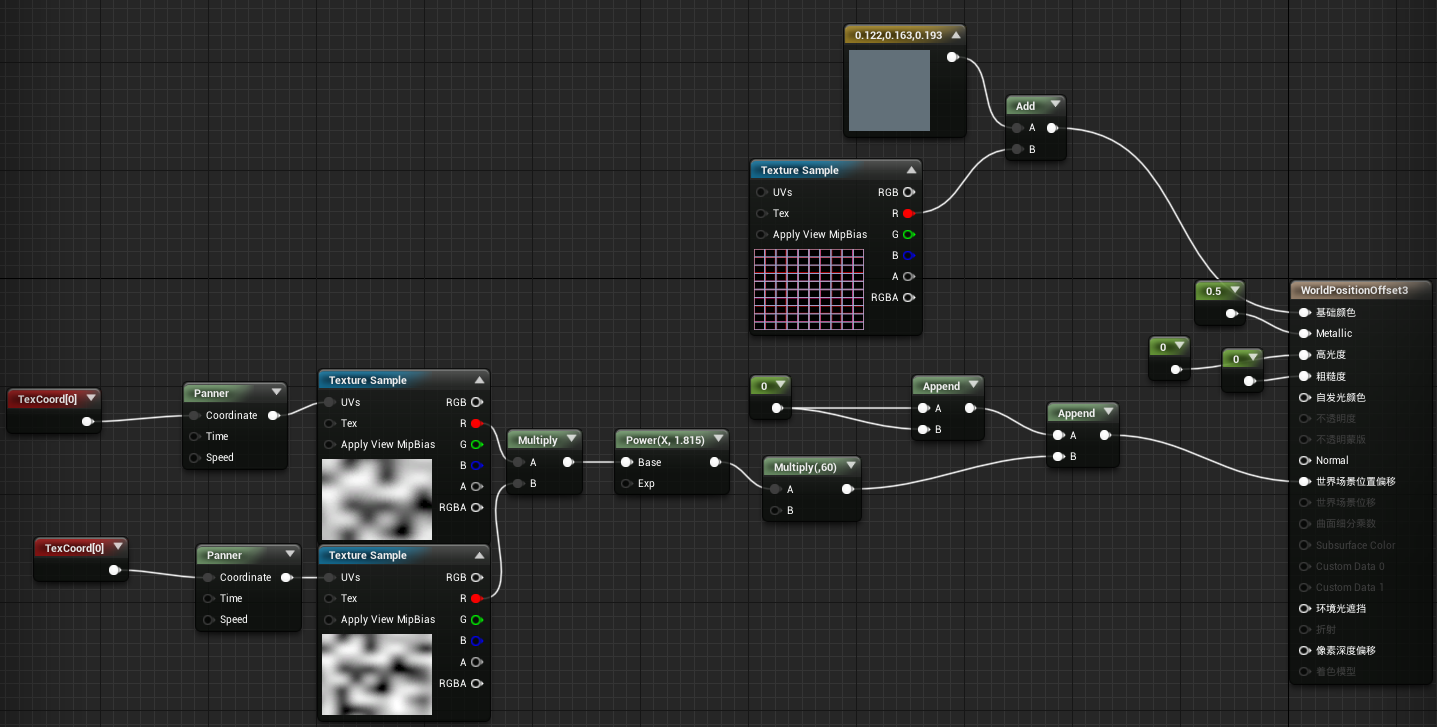 0.122,0.163,0.193
Add
A
B
Texture Sample
UVs
RGB
Tex
R
Apply View MipBias
G
B
A
RGBA
0.5
WorldPositionOffset3
基础颜色
Metallic
高光度
粗糙度
自发光颜色
不透明度
不透明蒙版
Normal
世界场景位置偏移
世界场景位移
曲面细分乘数
Subsurface Color
Custom Data 0
Custom Data 1
环境光遮挡
折射
像素深度偏移
着色模型
0
0
TexCoord[0]
Panner
Coordinate
Time
Speed
Texture Sample
UVs
RGB
Tex
R
Apply View MipBias
G
B
A
RGBA
Multiply
A
B
Power(X, 1.815)
Base
Exp
0
Append
A
B
Multiply(,60)
A
B
Append
A
B
TexCoord[0]
Panner
Coordinate
Time
Speed
Texture Sample
UVs
RGB
Tex
R
Apply View MipBias
G
B
A
RGBA